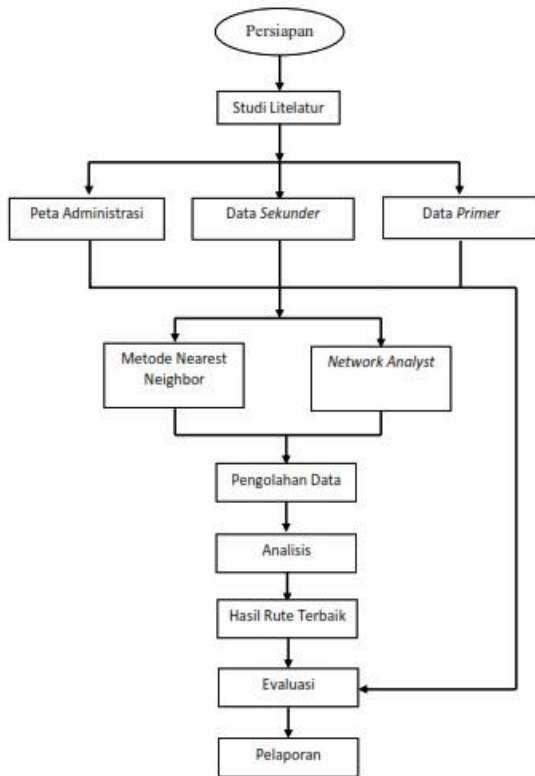 Persiapan
Studi Litelatur
Peta Administrasi
Data Sekunder
Data Primer
Metode Nearest
Neighbor
Network Analyst
Pengolahan Data
Analisis
Hasil Rute Terbaik
Evaluasi
Pelaporan